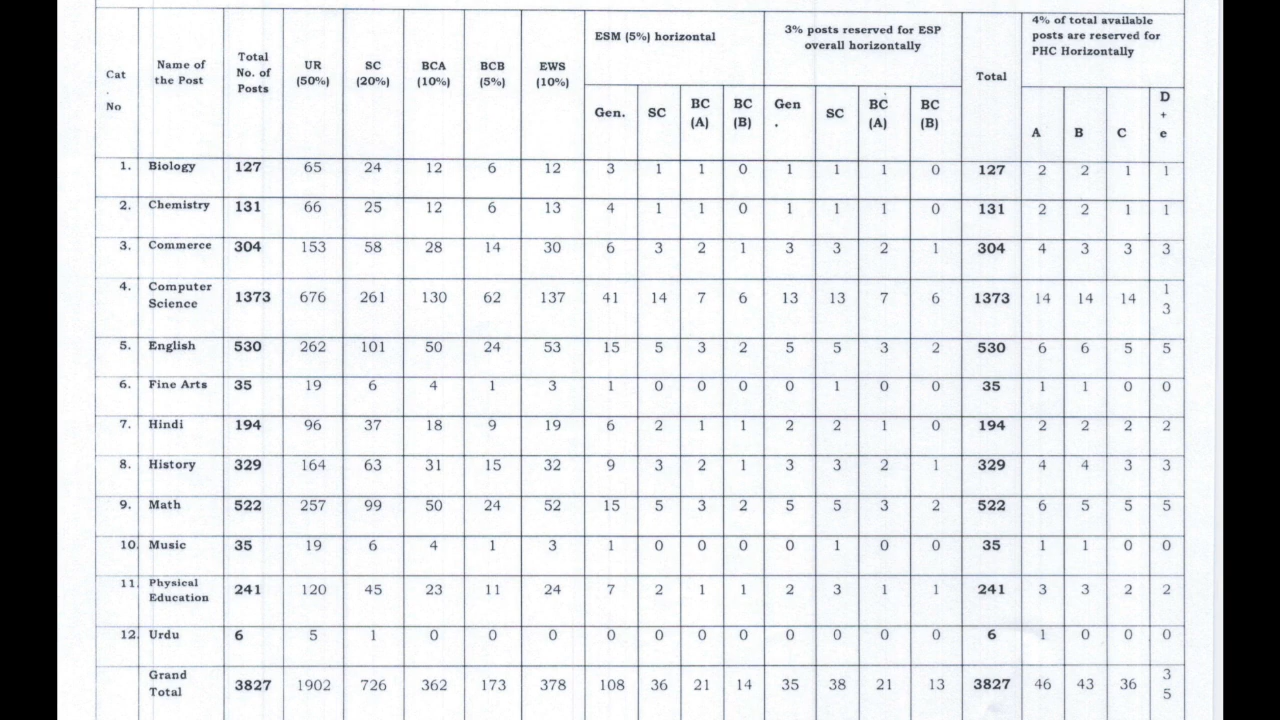 Cat. No | Name of the Post | Total No. of Posts | UR (50%) | SC (20%) | BCA (10%) | BCB (5%) | EWS (10%) | ESM (5%) horizontal | 3% posts reserved for ESP overall horizontally | Total | 4% of total available posts are reserved for PHC Horizontally
Gen. | SC | BC (A) | BC (B) | Gen. | SC | BC (A) | BC (B) | A | B | C | D + e
1. | Biology | 127 | 65 | 24 | 12 | 6 | 12 | 3 | 1 | 1 | 0 | 1 | 1 | 1 | 0 | 127 | 2 | 2 | 1 | 1
2. | Chemistry | 131 | 66 | 25 | 12 | 6 | 13 | 4 | 1 | 1 | 0 | 1 | 1 | 1 | 0 | 131 | 2 | 2 | 1 | 1
3. | Commerce | 304 | 153 | 58 | 28 | 14 | 30 | 6 | 3 | 2 | 1 | 3 | 3 | 2 | 1 | 304 | 4 | 3 | 3 | 3
4. | Computer Science | 1373 | 676 | 261 | 130 | 62 | 137 | 41 | 14 | 7 | 6 | 13 | 13 | 7 | 6 | 1373 | 14 | 14 | 14 | 13
5. | English | 530 | 262 | 101 | 50 | 24 | 53 | 15 | 5 | 3 | 2 | 5 | 5 | 3 | 2 | 530 | 6 | 6 | 5 | 5
6. | Fine Arts | 35 | 19 | 6 | 4 | 1 | 3 | 1 | 0 | 0 | 0 | 0 | 1 | 0 | 0 | 35 | 1 | 1 | 0 | 0
7. | Hindi | 194 | 96 | 37 | 18 | 9 | 19 | 6 | 2 | 1 | 1 | 2 | 2 | 1 | 0 | 194 | 2 | 2 | 2 | 2
8. | History | 329 | 164 | 63 | 31 | 15 | 32 | 9 | 3 | 2 | 1 | 3 | 3 | 2 | 1 | 329 | 4 | 4 | 3 | 3
9. | Math | 522 | 257 | 99 | 50 | 24 | 52 | 15 | 5 | 3 | 2 | 5 | 5 | 3 | 2 | 522 | 6 | 5 | 5 | 5
10. | Music | 35 | 19 | 6 | 4 | 1 | 3 | 1 | 0 | 0 | 0 | 0 | 1 | 0 | 0 | 35 | 1 | 1 | 0 | 0
11. | Physical Education | 241 | 120 | 45 | 23 | 11 | 24 | 7 | 2 | 1 | 1 | 2 | 3 | 1 | 1 | 241 | 3 | 3 | 2 | 2
12. | Urdu | 6 | 5 | 1 | 0 | 0 | 0 | 0 | 0 | 0 | 0 | 0 | 0 | 0 | 0 | 6 | 1 | 0 | 0 | 0
Grand Total | 3827 | 1902 | 726 | 362 | 173 | 378 | 108 | 36 | 21 | 14 | 35 | 38 | 21 | 13 | 3827 | 46 | 43 | 36 | 35